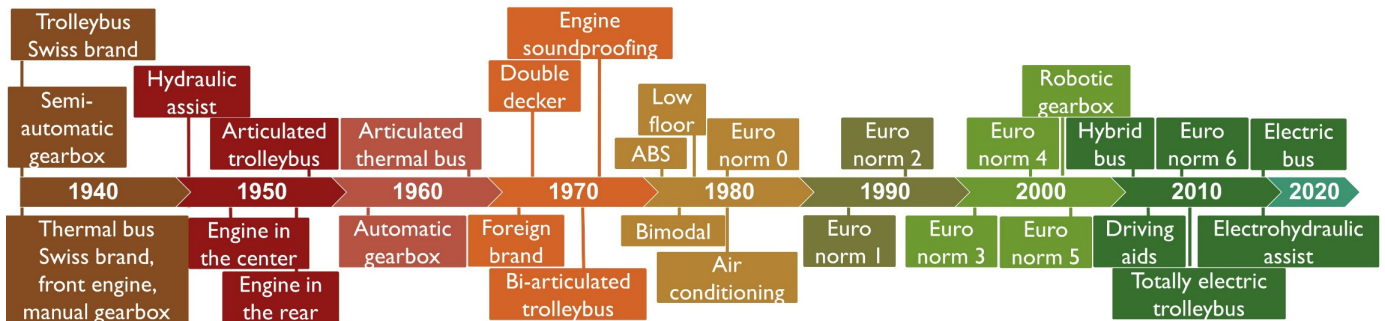 Trolleybus
Swiss brand
Semi-
automatic
gearbox
Hydraulic
assist
Articulated
trolleybus
Articulated
thermal bus
Engine
soundproofing
Double
decker
Low
floor
ABS
Euro
norm 0
Euro
norm 2
Robotic
gearbox
Euro
norm 4
Hybrid
bus
Euro
norm 6
Electric
bus
1940
1950
1960
1970
1980
1990
2000
2010
2020
Thermal bus
Swiss brand,
front engine,
manual gearbox
Engine in
the center
Engine in
the rear
Automatic
gearbox
Foreign
brand
Bi-articulated
trolleybus
Bimodal
Air
conditioning
Euro
norm 1
Euro
norm 3
Euro
norm 5
Driving
aids
Totally electric
trolleybus
Electrohydraulic
assist